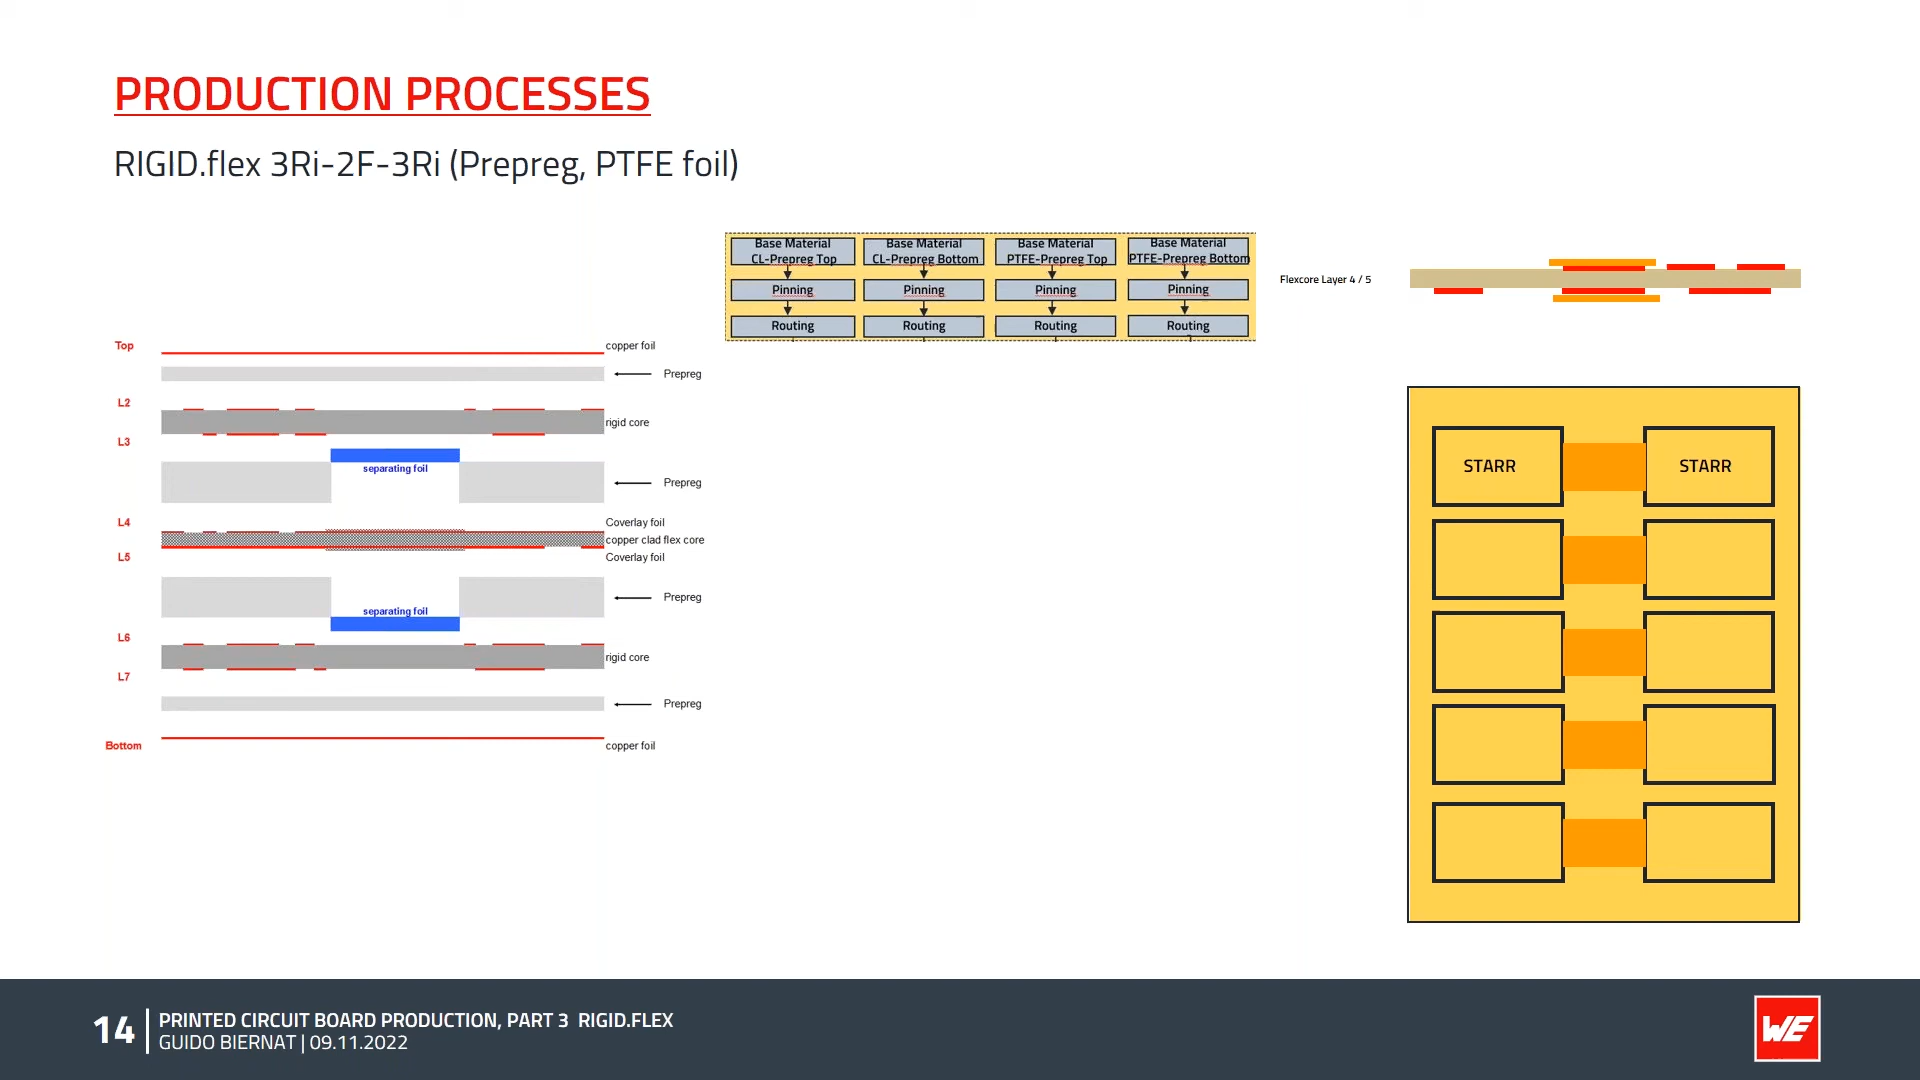 PRODUCTION PROCESSES
RIGID.flex 3Ri-2F-3Ri (Prepreg, PTFE foil)
Base Material
CL-Prepreg Top
Pinning
Routing
Base Material
CL-Prepreg Bottom
Pinning
Routing
Base Material
PTFE-Prepreg Top
Pinning
Routing
Base Material
PTFE-Prepreg Bottom
Pinning
Routing
Flexcore Layer 4 / 5
Top
copper foil
Prepreg
L2
rigid core
L3
separating foil
Prepreg
L4
Coverlay foil
copper clad flex core
L5
Coverlay foil
Prepreg
separating foil
L6
rigid core
L7
Prepreg
Bottom
copper foil
STARR
STARR
14
PRINTED CIRCUIT BOARD PRODUCTION, PART 3 RIGID.FLEX
GUIDO BIERNAT | 09.11.2022
WE